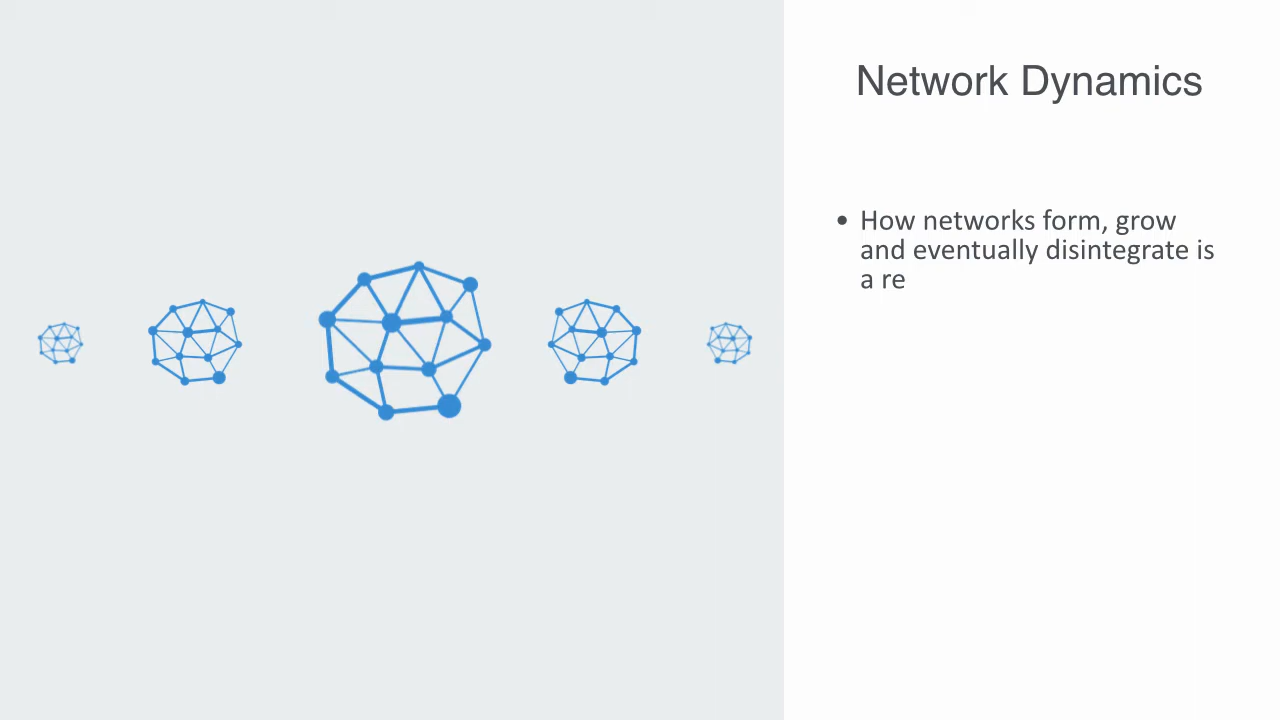 Network Dynamics
• How networks form, grow
and eventually disintegrate is
a re